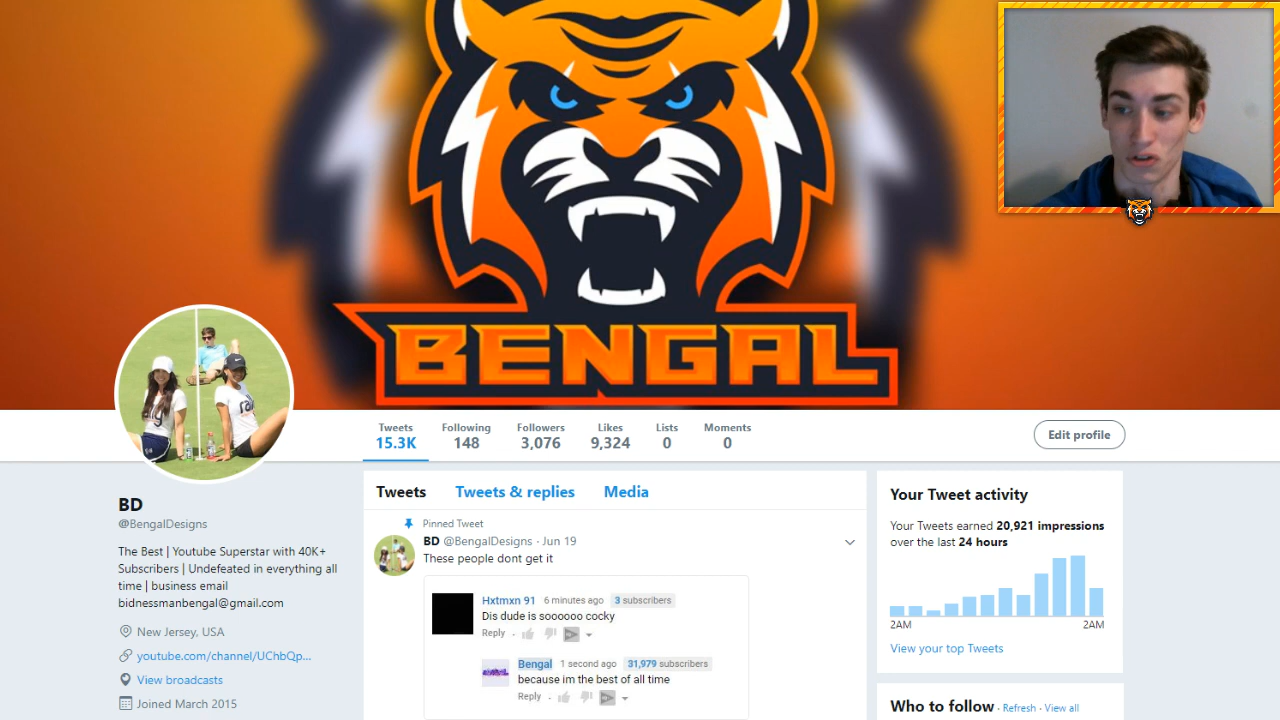 BENGAL
Tweets Following Followers Likes Lists Moments
15.3K 148 3,076 9,324 0 0
Edit profile
BD
@BengalDesigns
The Best | Youtube Superstar with 40K+
Subscribers | Undefeated in everything all
time | business email
bidnessmanbengal@gmail.com
New Jersey, USA
youtube.com/channel/UChbQp...
View broadcasts
Joined March 2015
Tweets Tweets & replies Media
Pinned Tweet
BD @BengalDesigns · Jun 19
These people dont get it
Hxtmxn 91 6 minutes ago 3 subscribers
Dis dude is soooooo cocky
Reply
Bengal 1 second ago 31,979 subscribers
because im the best of all time
Reply
Your Tweet activity
Your Tweets earned 20,921 impressions
over the last 24 hours
2AM 2AM
View your top Tweets
Who to follow · Refresh · View all